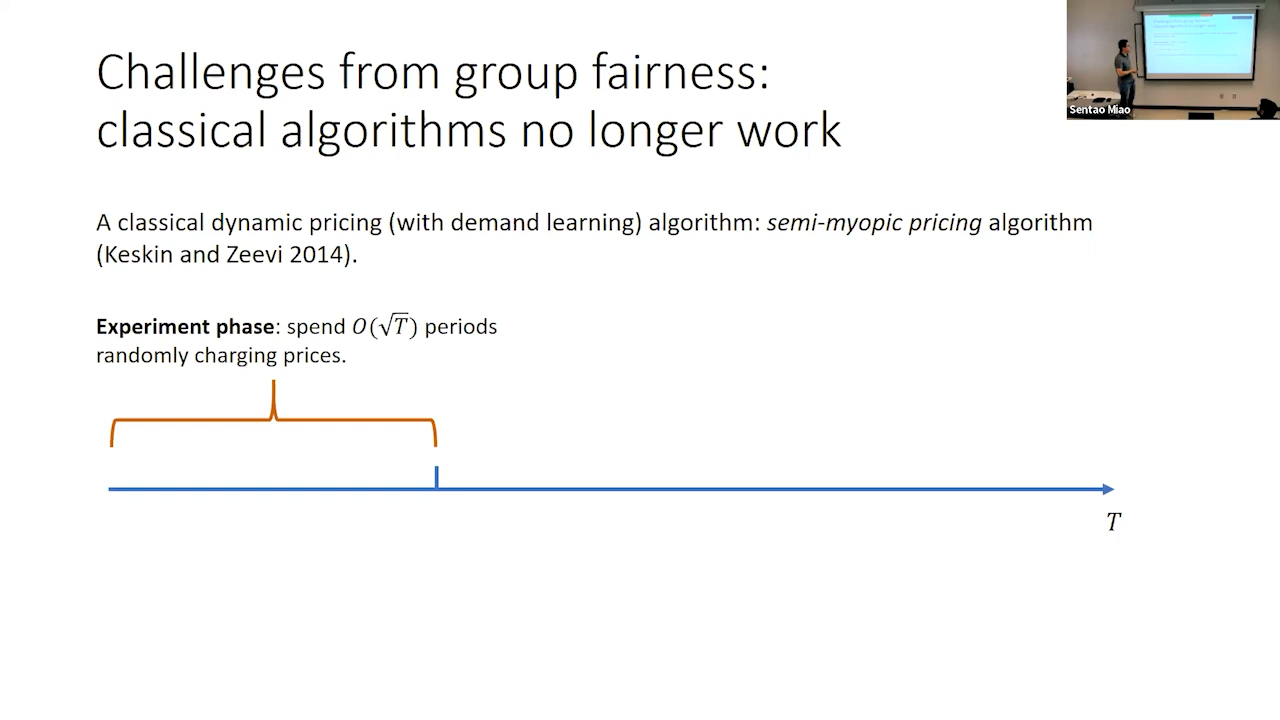 Challenges from group fairness:
classical algorithms no longer work
A classical dynamic pricing (with demand learning) algorithm: semi-myopic pricing algorithm
(Keskin and Zeevi 2014).
Experiment phase: spend O(√T) periods
randomly charging prices.
T
Sentao Miao